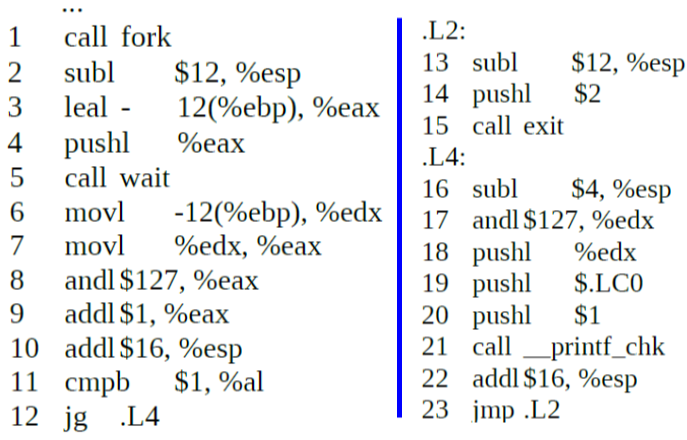 ...
1 call fork
2 subl $12, %esp
3 leal - 12(%ebp), %eax
4 pushl %eax
5 call wait
6 movl -12(%ebp), %edx
7 movl %edx, %eax
8 andl $127, %eax
9 addl $1, %eax
10 addl $16, %esp
11 cmpb $1, %al
12 jg .L4
.L2:
13 subl $12, %esp
14 pushl $2
15 call exit
.L4:
16 subl $4, %esp
17 andl $127, %edx
18 pushl %edx
19 pushl $.LC0
20 pushl $1
21 call __printf_chk
22 addl $16, %esp
23 jmp .L2